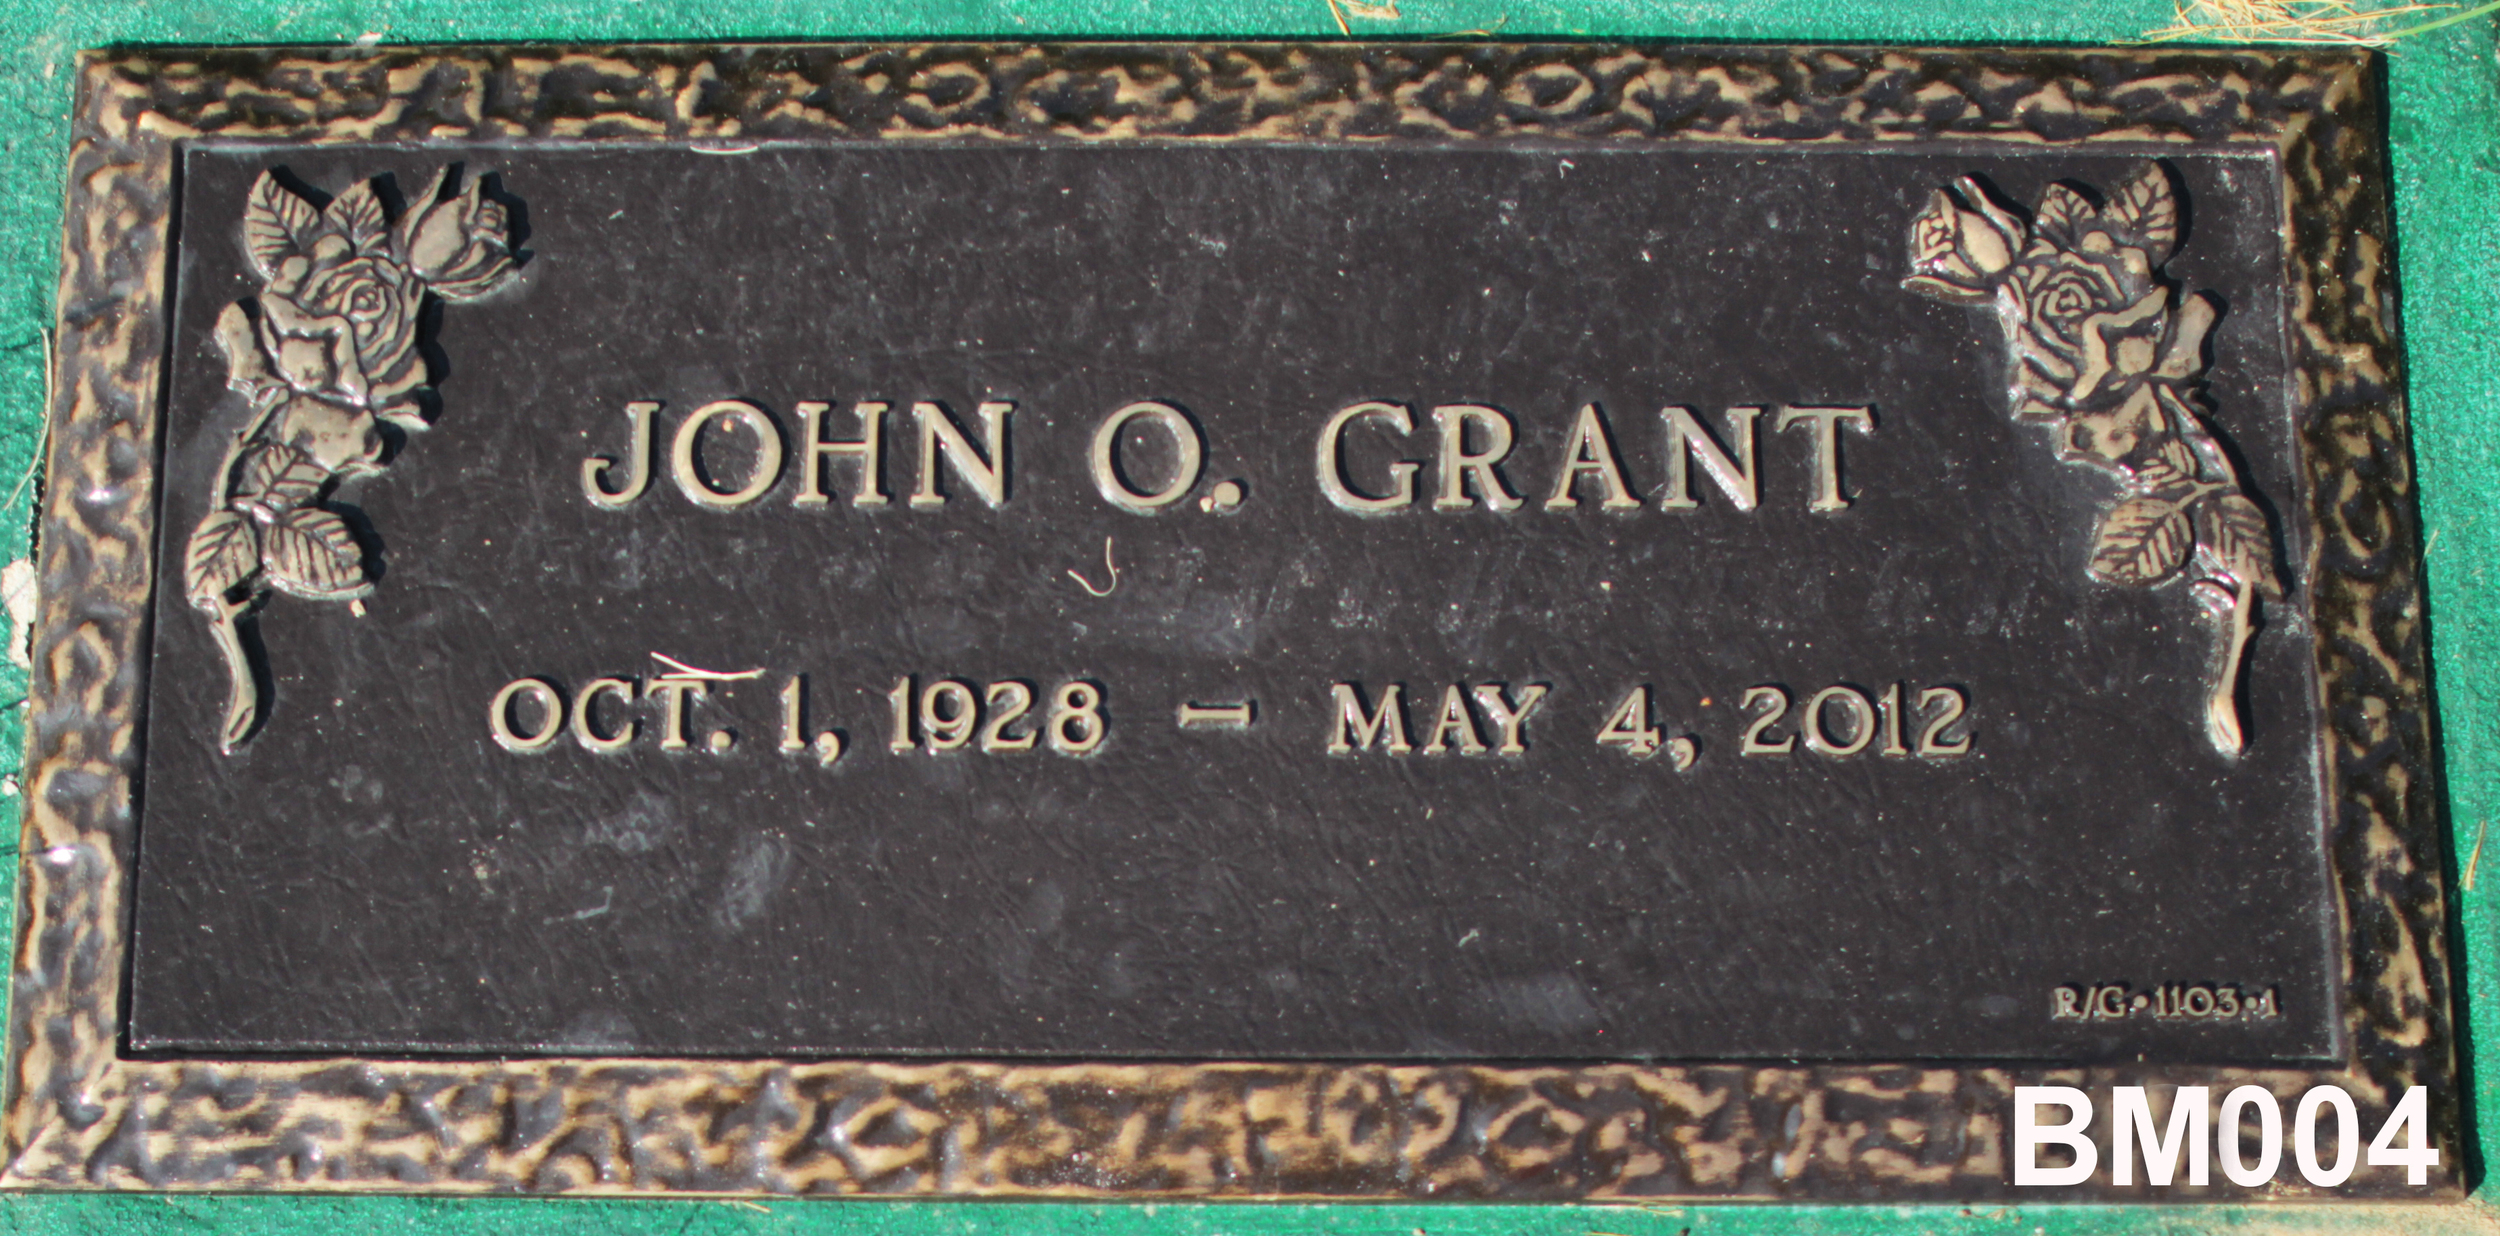 JOHN O. GRANT
OCT. 1, 1928 - MAY 4, 2012
R/G•1103•1
BM004